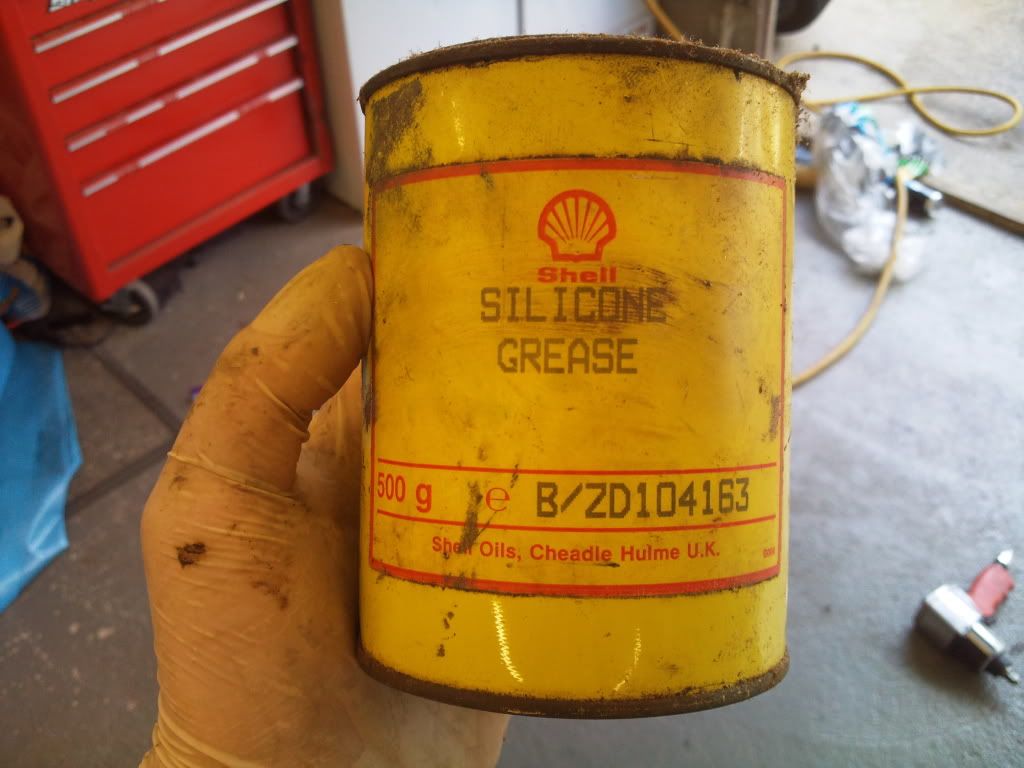 Shell
SILICONE
GREASE
500 g e B/ZD104163
Shell Oils, Cheadle Hulme U.K.